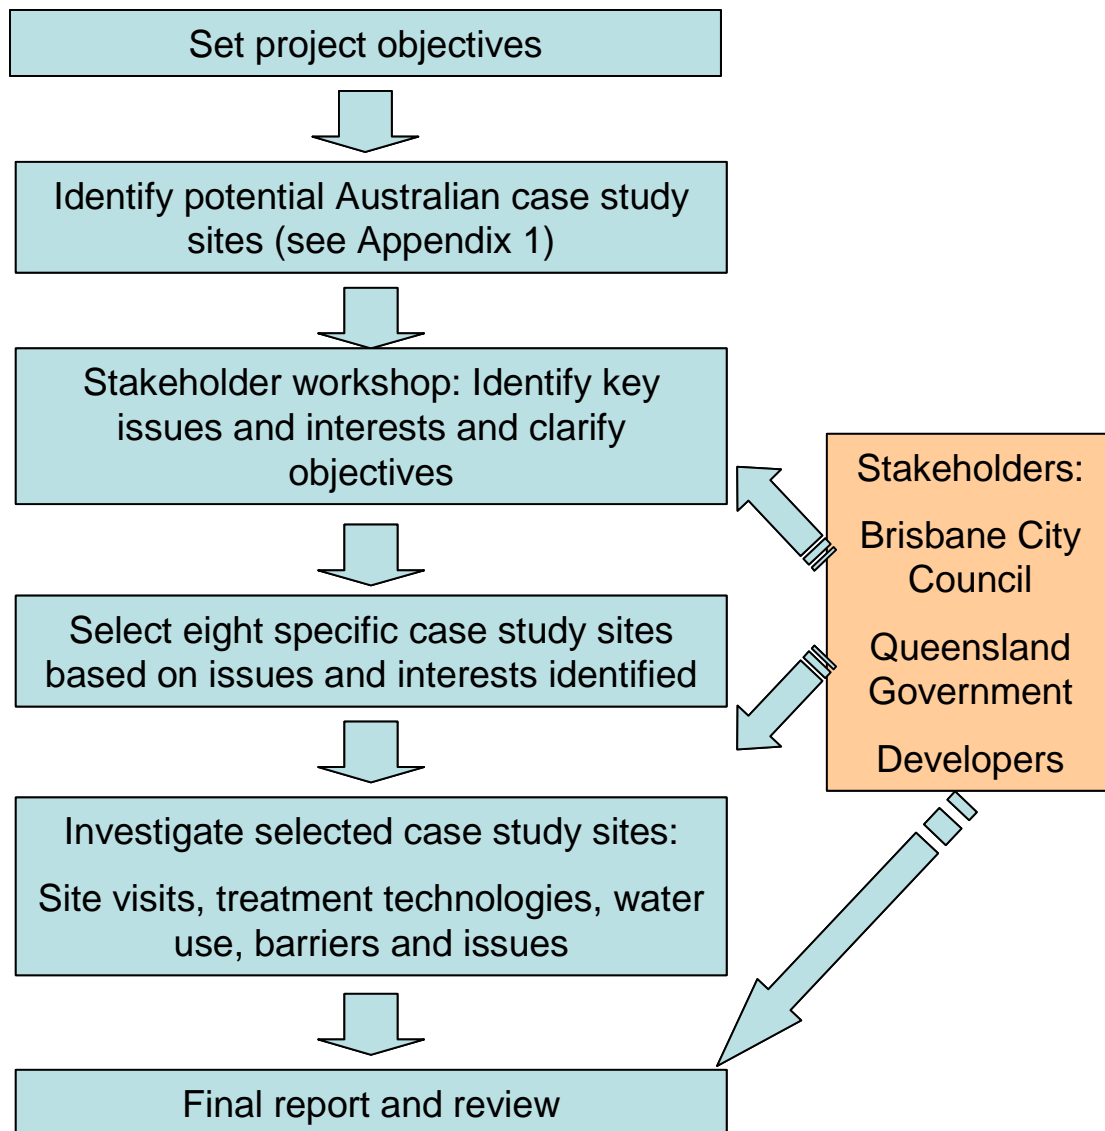 Set project objectives
Identify potential Australian case study
sites (see Appendix 1)
Stakeholder workshop: Identify key
issues and interests and clarify
objectives
Select eight specific case study sites
based on issues and interests identified
Investigate selected case study sites:
Site visits, treatment technologies, water
use, barriers and issues
Final report and review
Stakeholders:
Brisbane City
Council
Queensland
Government
Developers